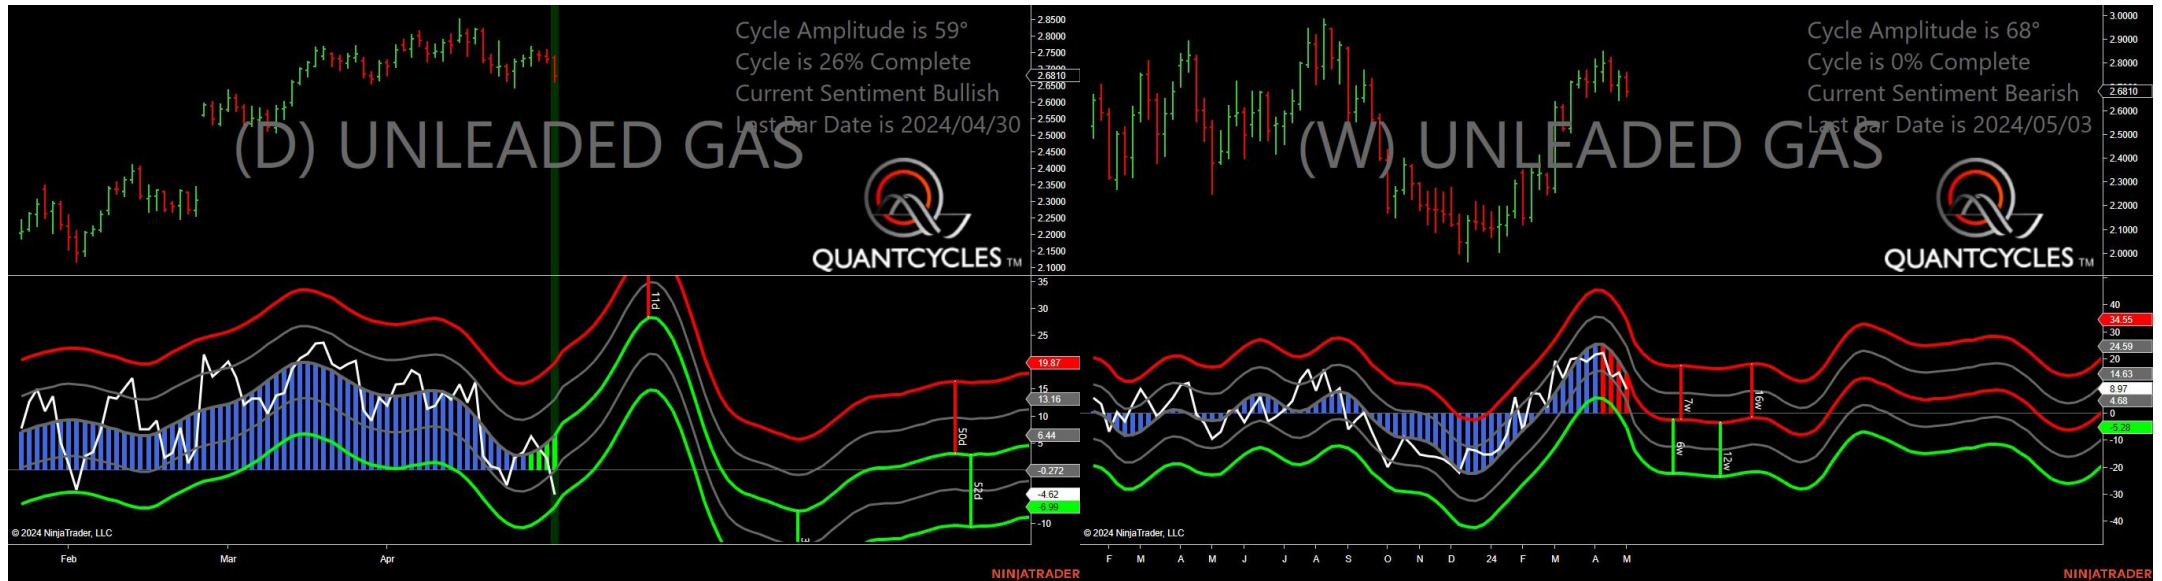 Cycle Amplitude is 59°
Cycle is 26% Complete
Current Sentiment Bullish
Last Bar Date is 2024/04/30
(D) UNLEADED GAS
QUANTCYCLES TM
2.8500
2.8000
2.7500
2.6810
2.6000
2.5500
2.5000
2.4500
2.4000
2.3500
2.3000
2.2500
2.2000
2.1500
2.1000
35
30
25
19.87
15
13.16
10
6.44
5
-0.272
-4.62
-6.99
-10
11d
50d
52d
3
© 2024 NinjaTrader, LLC
Feb Mar Apr
NINJATRADER
Cycle Amplitude is 68°
Cycle is 0% Complete
Current Sentiment Bearish
Last Bar Date is 2024/05/03
(W) UNLEADED GAS
QUANTCYCLES TM
3.0000
2.9000
2.8000
2.6810
2.6000
2.5000
2.4000
2.3000
2.2000
2.1000
2.0000
40
34.55
30
24.59
20
14.63
8.97
4.68
0
-5.28
-10
-20
-30
-40
7w
16w
6w
12w
© 2024 NinjaTrader, LLC
F M A M J J A S O N D 24 F M A M
NINJATRADER